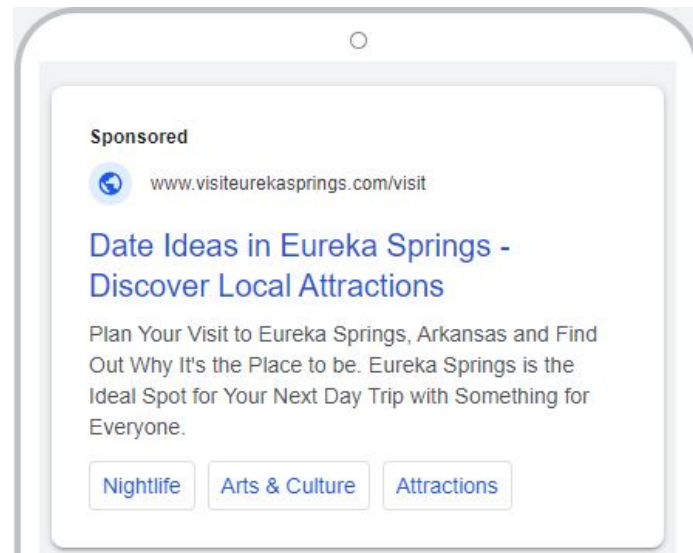 Sponsored
www.visiteurekasprings.com/visit
Date Ideas in Eureka Springs -
Discover Local Attractions
Plan Your Visit to Eureka Springs, Arkansas and Find
Out Why It's the Place to be. Eureka Springs is the
Ideal Spot for Your Next Day Trip with Something for
Everyone.
Nightlife Arts & Culture Attractions